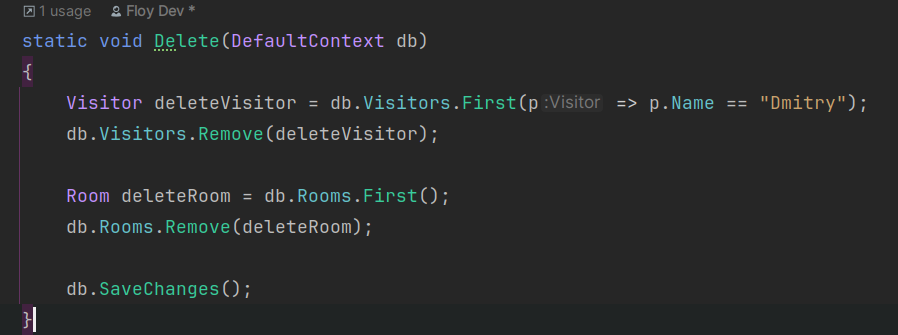 1 usage Floy Dev *
static void Delete(DefaultContext db)
{
Visitor deleteVisitor = db.Visitors.First(p :Visitor => p.Name == "Dmitry");
db.Visitors.Remove(deleteVisitor);
Room deleteRoom = db.Rooms.First();
db.Rooms.Remove(deleteRoom);
db.SaveChanges();
}